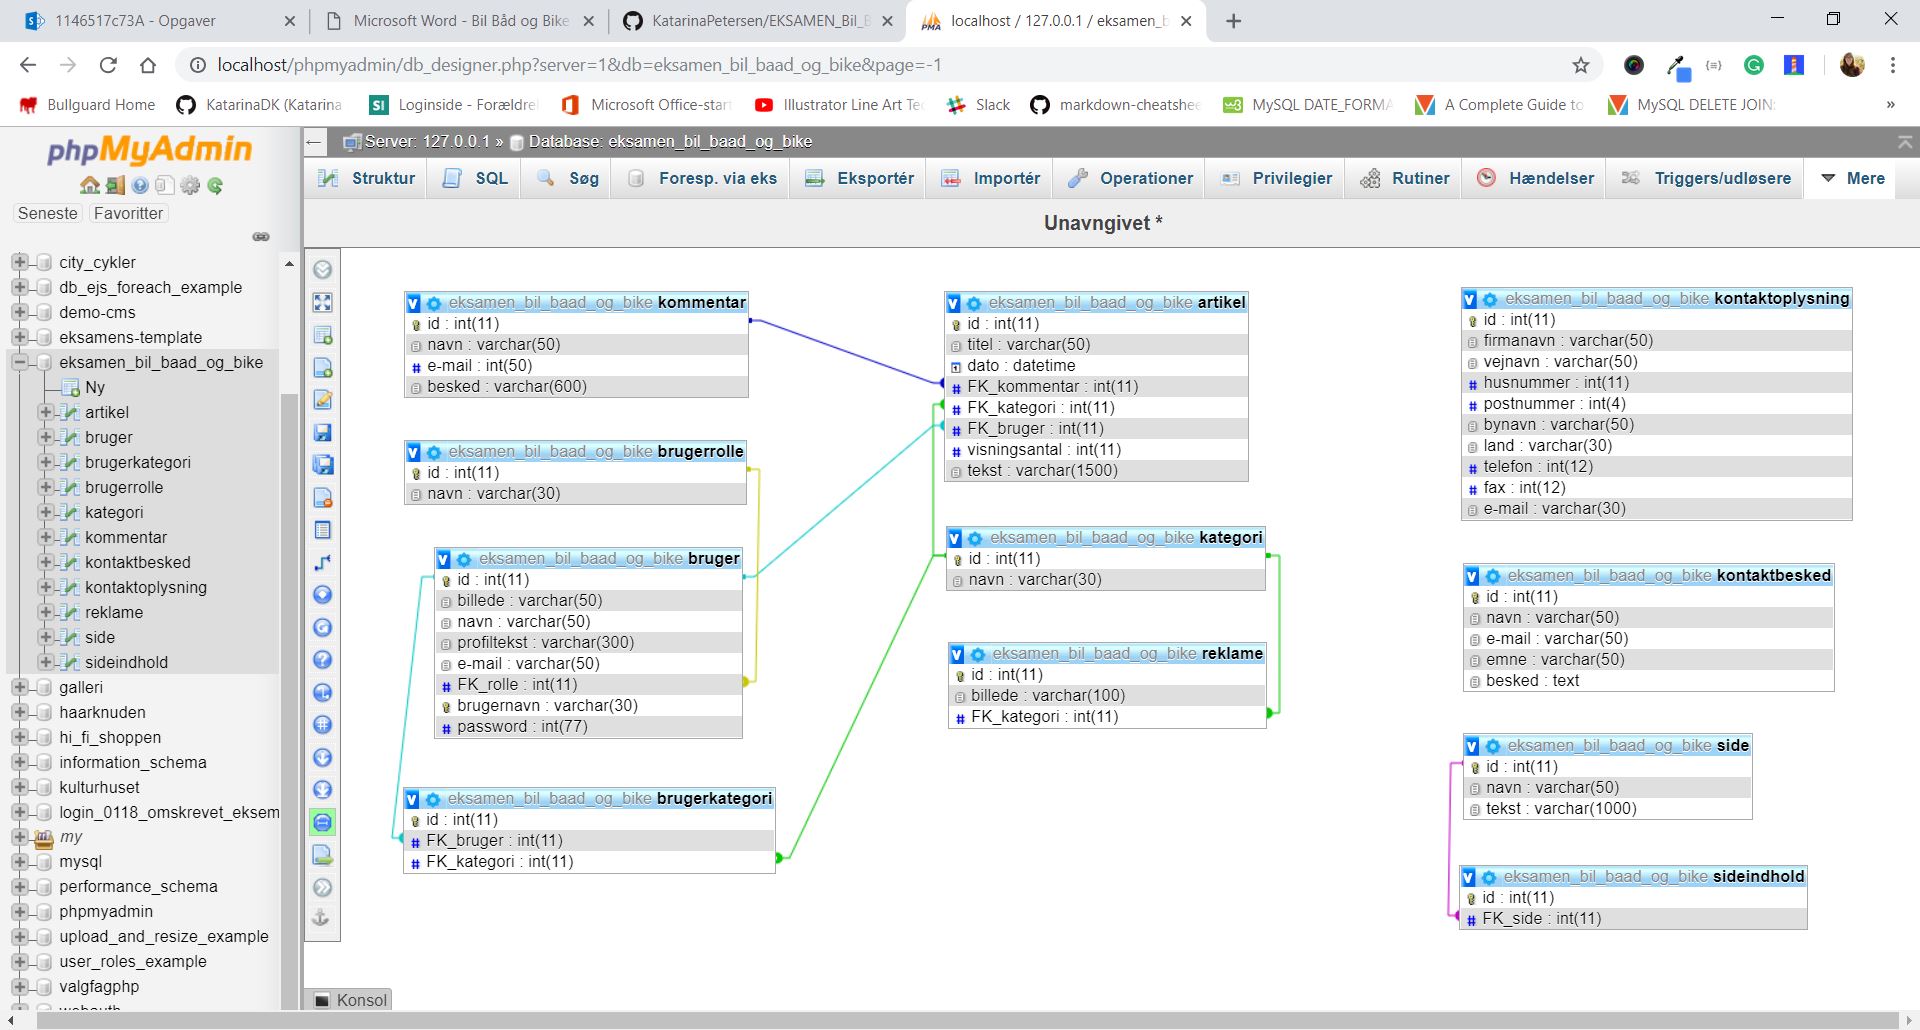 1146517c73A - Opgaver
Microsoft Word - Bil Båd og Bike
KatarinaPetersen/EKSAMEN_Bil_B
localhost / 127.0.0.1 / eksamen_b
localhost/phpmyadmin/db_designer.php?server=1&db=eksamen_bil_baad_og_bike&page=-1
Bullguard Home
KatarinaDK (Katarina
Loginside - Forældre
Microsoft Office-start
Illustrator Line Art Te
Slack
markdown-cheatshee
MySQL DATE_FORMA
A Complete Guide to
MySQL DELETE JOIN:
»
phpMyAdmin
Seneste
Favoritter
city_cykler
db_ejs_foreach_example
demo-cms
eksamens-template
eksamen_bil_baad_og_bike
Ny
artikel
bruger
brugerkategori
brugerrolle
kategori
kommentar
kontaktbesked
kontaktoplysning
reklame
side
sideindhold
galleri
haarknuden
hi_fi_shoppen
information_schema
kulturhuset
login_0118_omskrevet_eksem
my
mysql
performance_schema
phpmyadmin
upload_and_resize_example
user_roles_example
valgfagphp
webauth
Server: 127.0.0.1 » Database: eksamen_bil_baad_og_bike
Struktur
SQL
Søg
Foresp. via eks
Eksportér
Importér
Operationer
Privilegier
Rutiner
Hændelser
Triggers/udløsere
Mere
Unavngivet *
eksamen_bil_baad_og_bike kommentar
id : int(11)
navn : varchar(50)
e-mail : int(50)
besked : varchar(600)
eksamen_bil_baad_og_bike brugerrolle
id : int(11)
navn : varchar(30)
eksamen_bil_baad_og_bike bruger
id : int(11)
billede : varchar(50)
navn : varchar(50)
profiltekst : varchar(300)
e-mail : varchar(50)
FK_rolle : int(11)
brugernavn : varchar(30)
password : int(77)
eksamen_bil_baad_og_bike brugerkategori
id : int(11)
FK_bruger : int(11)
FK_kategori : int(11)
eksamen_bil_baad_og_bike artikel
id : int(11)
titel : varchar(50)
dato : datetime
FK_kommentar : int(11)
FK_kategori : int(11)
FK_bruger : int(11)
visningsantal : int(11)
tekst : varchar(1500)
eksamen_bil_baad_og_bike kategori
id : int(11)
navn : varchar(30)
eksamen_bil_baad_og_bike reklame
id : int(11)
billede : varchar(100)
FK_kategori : int(11)
eksamen_bil_baad_og_bike kontaktoplysning
id : int(11)
firmanavn : varchar(50)
vejnavn : varchar(50)
husnummer : int(11)
postnummer : int(4)
bynavn : varchar(50)
land : varchar(30)
telefon : int(12)
fax : int(12)
e-mail : varchar(30)
eksamen_bil_baad_og_bike kontaktbesked
id : int(11)
navn : varchar(50)
e-mail : varchar(50)
emne : varchar(50)
besked : text
eksamen_bil_baad_og_bike side
id : int(11)
navn : varchar(50)
tekst : varchar(1000)
eksamen_bil_baad_og_bike sideindhold
id : int(11)
FK_side : int(11)
Konsol